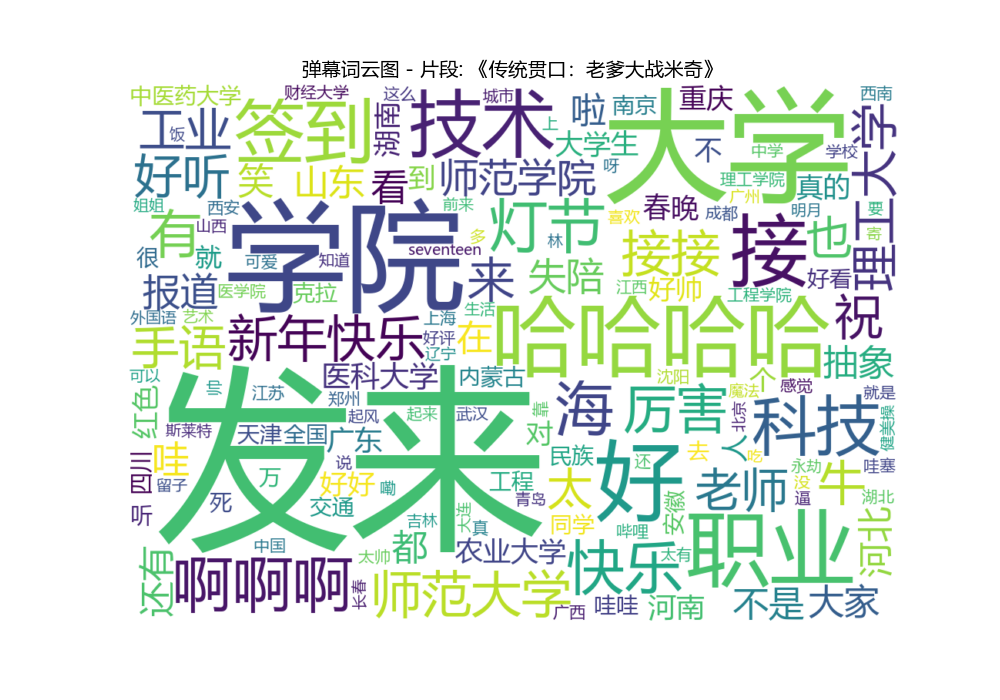 弹幕词云图 - 片段: 《传统贯口：老爹大战米奇》
中医药大学
财经大学
这么
城市
西南
工业
饭
签到
湖南
技术
上
啦
南京
重庆
大学
中学
学校
大学生
不
好听
笑
山东
看
到
师范学院
呀
理工学院
真的
理工大学
姐姐
西安
前来
喜欢
广州
春晚
成都
明月
要
有
山西
学院
seventeen
多
林
灯节
接接
接
也
寄
很
就
可爱
知道
来
失陪
江西
好帅
工程学院
好看
报道
医学院
克拉
生活
祝
外国语
艺术
新年快乐
上海
好评
辽宁
在
哈哈哈哈
手语
抽象
可以
帅
江苏
郑州
医科大学
内蒙古
沈阳
个
魔法
感觉
就是
红色
起风
起来
武汉
靠
海
厉害
人
北京
科技
健美操
斯莱特
天津
全国
广东
对
四川
哇
发来
说
民族
好
还
去
吃
永劫
没
哇塞
留子
万
好好
嘞
工程
太
老师
逼
牛
听
死
交通
吉林
大连
真
青岛
同学
安徽
湖北
河北
还有
中国
太帅
都
农业大学
快乐
哔哩
太有
职业
啊啊啊
长春
师范大学
广西
哇哇
河南
不是
大家